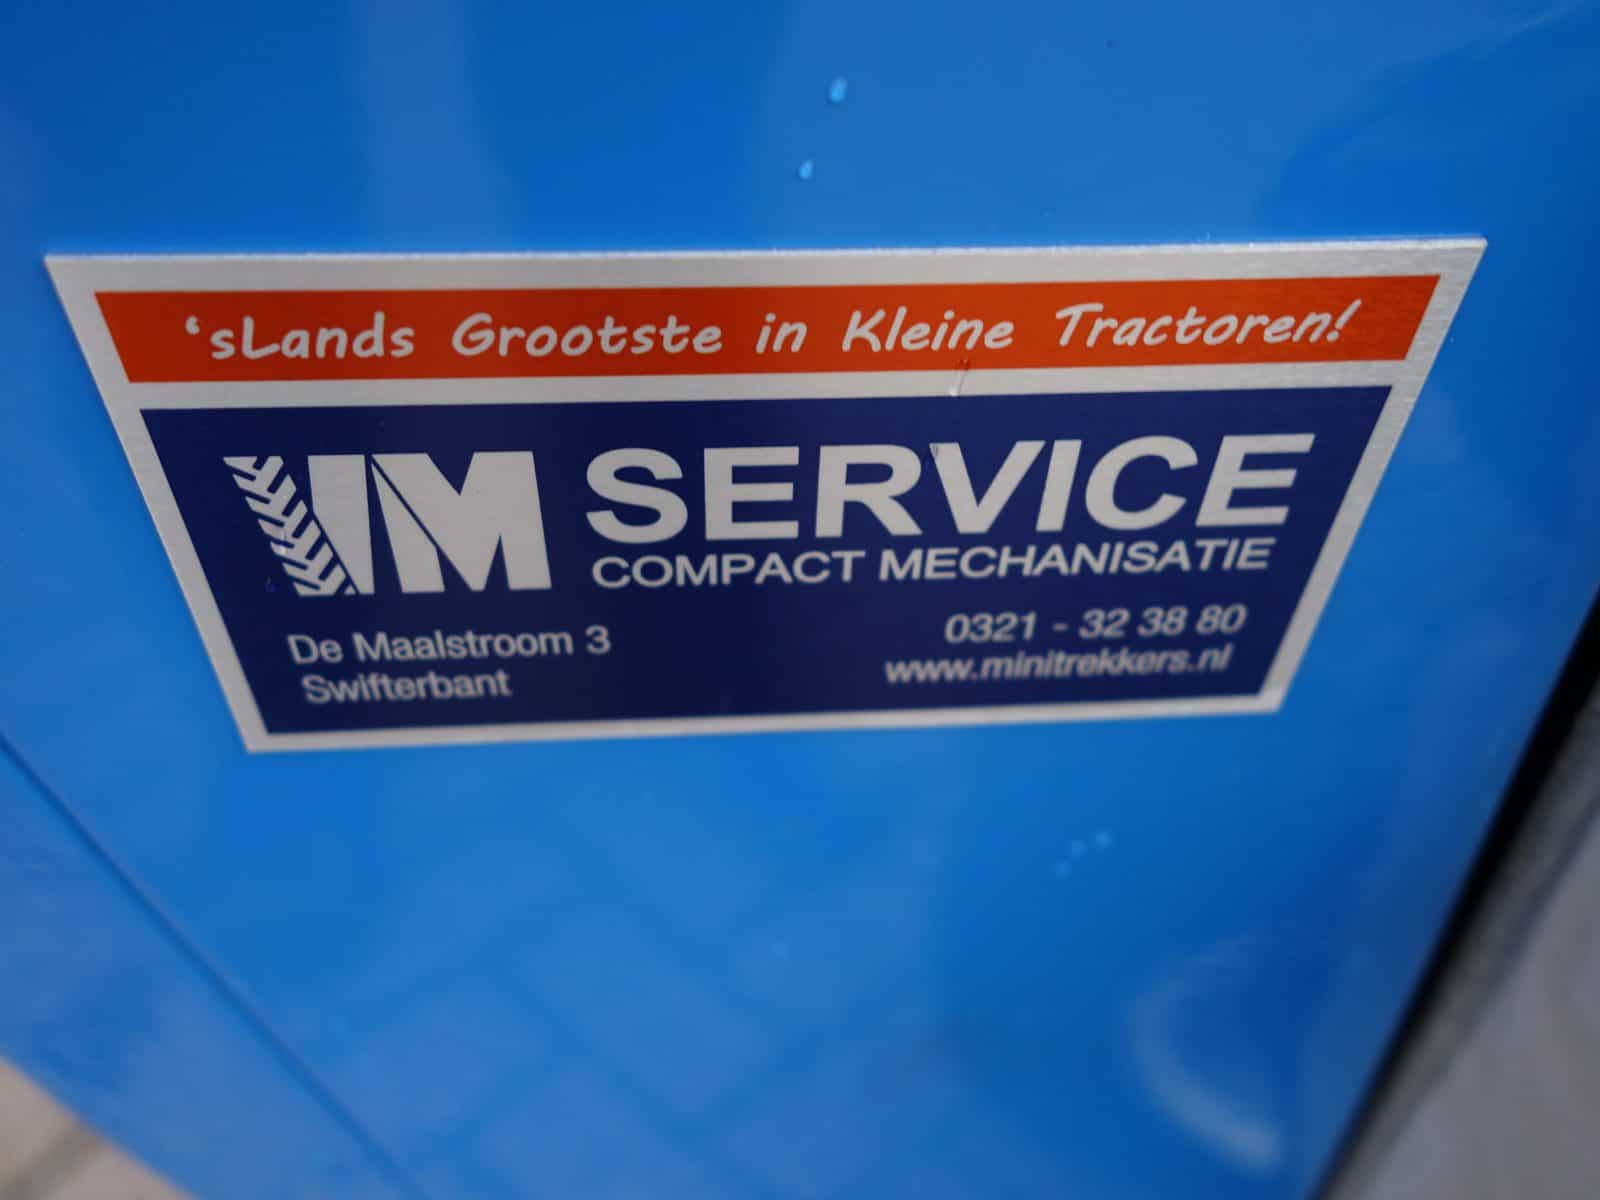 'sLands Grootste in Kleine Tractoren!
VM SERVICE
COMPACT MECHANISATIE
De Maalstroom 3
Swifterbant
0321 - 32 38 80
www.minitrekkers.nl